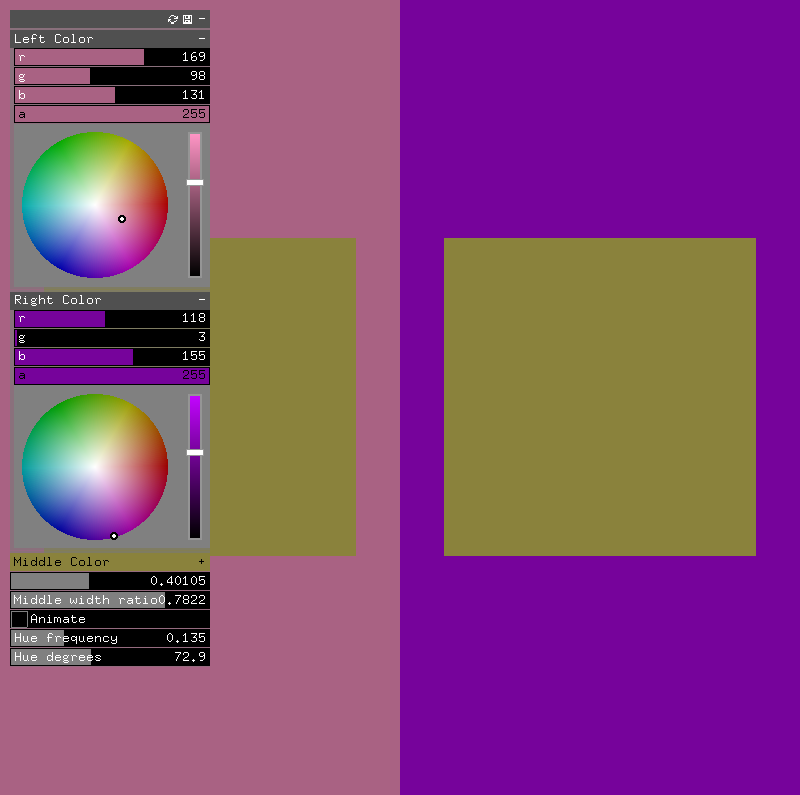 Left Color -
r 169
g 98
b 131
a 255
Right Color -
r 118
g 3
b 155
a 255
Middle Color +
0.40105
Middle width ratio0.7822
Animate
Hue frequency 0.135
Hue degrees 72.9